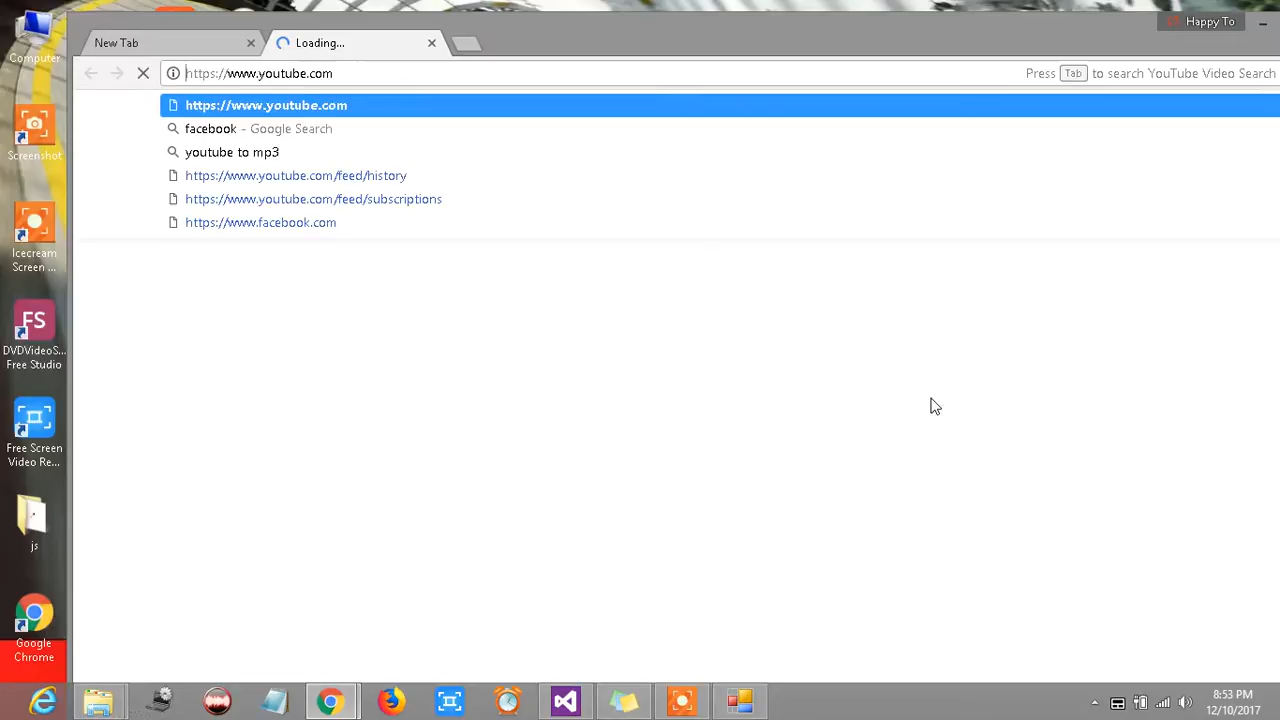 Happy To
New Tab
Loading...
https://www.youtube.com
Press Tab to search YouTube Video Search
https://www.youtube.com
facebook - Google Search
youtube to mp3
https://www.youtube.com/feed/history
https://www.youtube.com/feed/subscriptions
https://www.facebook.com
Computer
Screenshot
Icecream
Screen ...
FS
DVDVideoS...
Free Studio
Free Screen
Video Re...
js
Google
Chrome
8:53 PM
12/10/2017